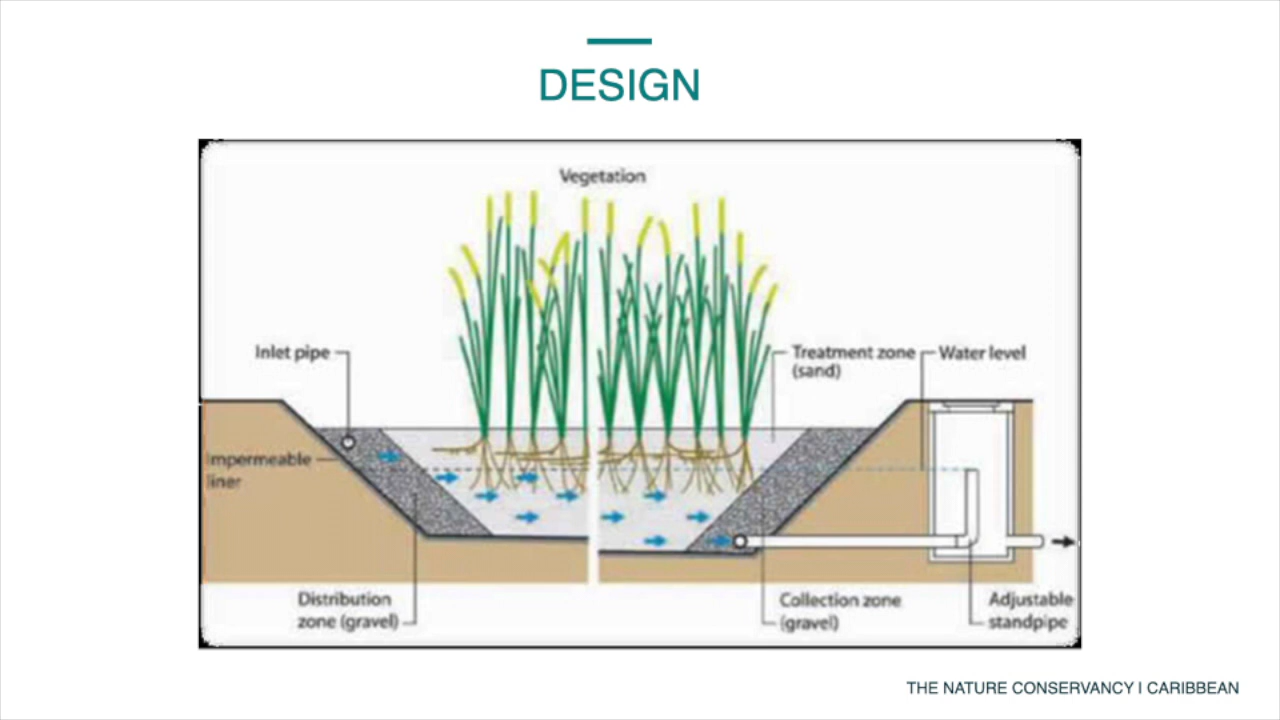 DESIGN
Vegetation
Inlet pipe
Treatment zone
(sand)
Water level
Impermeable
liner
Distribution
zone (gravel)
Collection zone
(gravel)
Adjustable
standpipe
THE NATURE CONSERVANCY I CARIBBEAN